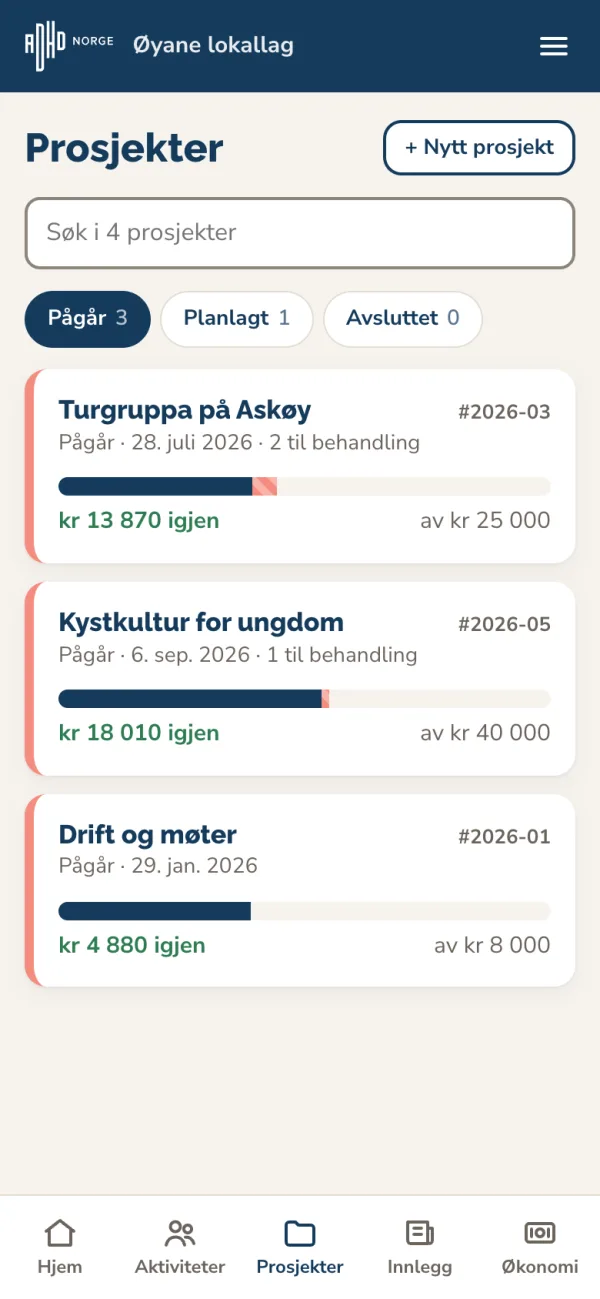 ADHD NORGE Øyane lokallag
Prosjekter
+ Nytt prosjekt
Søk i 4 prosjekter
Pågår 3
Planlagt 1
Avsluttet 0
Turgruppa på Askøy #2026-03
Pågår · 28. juli 2026 · 2 til behandling
kr 13 870 igjen av kr 25 000
Kystkultur for ungdom #2026-05
Pågår · 6. sep. 2026 · 1 til behandling
kr 18 010 igjen av kr 40 000
Drift og møter #2026-01
Pågår · 29. jan. 2026
kr 4 880 igjen av kr 8 000
Hjem Aktiviteter Prosjekter Innlegg Økonomi